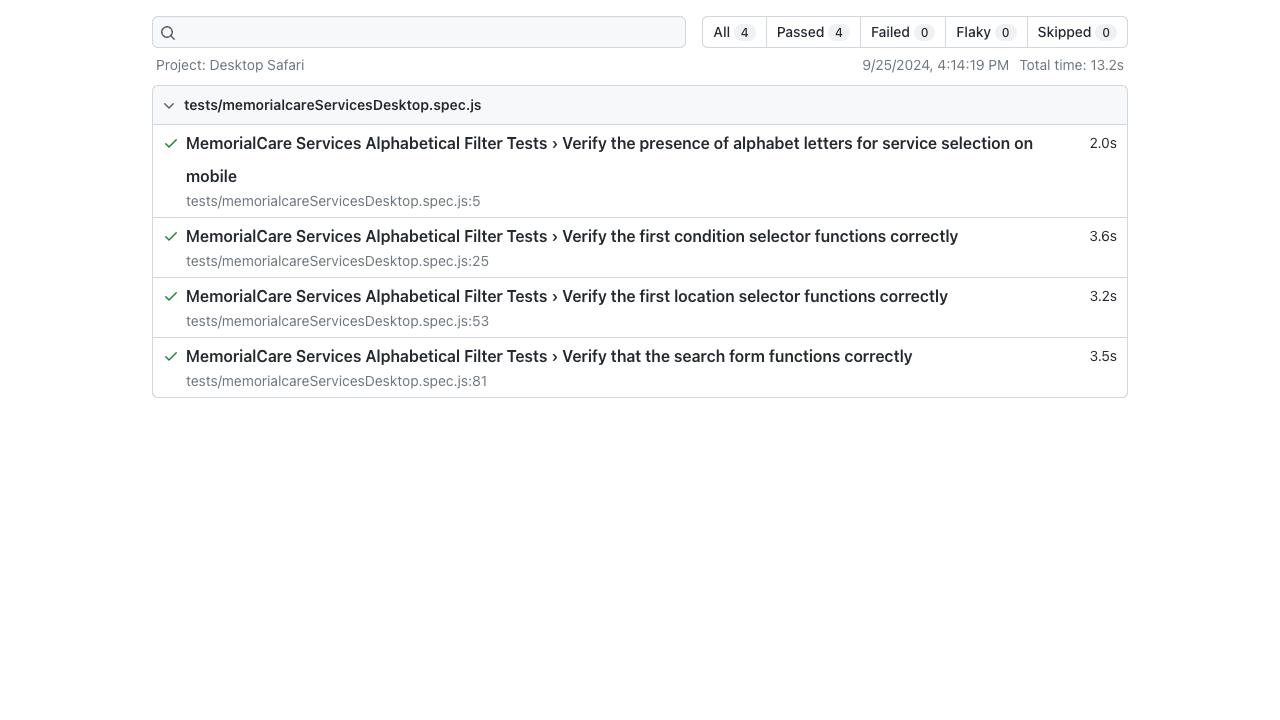 All 4 Passed 4 Failed 0 Flaky 0 Skipped 0
Project: Desktop Safari 9/25/2024, 4:14:19 PM Total time: 13.2s
tests/memorialcareServicesDesktop.spec.js
MemorialCare Services Alphabetical Filter Tests › Verify the presence of alphabet letters for service selection on 2.0s
mobile
tests/memorialcareServicesDesktop.spec.js:5
MemorialCare Services Alphabetical Filter Tests › Verify the first condition selector functions correctly 3.6s
tests/memorialcareServicesDesktop.spec.js:25
MemorialCare Services Alphabetical Filter Tests › Verify the first location selector functions correctly 3.2s
tests/memorialcareServicesDesktop.spec.js:53
MemorialCare Services Alphabetical Filter Tests › Verify that the search form functions correctly 3.5s
tests/memorialcareServicesDesktop.spec.js:81